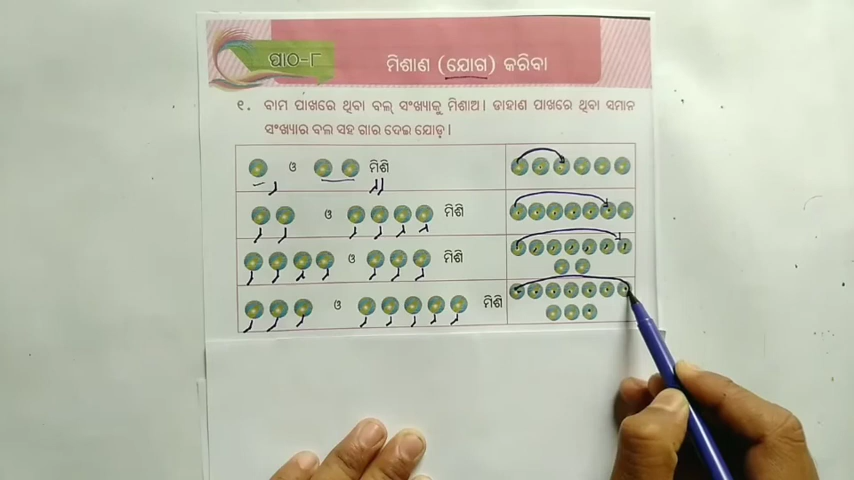 ପାଠ-୮
ମିଶାଣ (ଯୋଗ) କରିବା
୧. ବାମ ପାଖରେ ଥିବା ବଲ୍ ସଂଖ୍ୟାକୁ ମିଶାଅ। ଡାହାଣ ପାଖରେ ଥିବା ସମାନ
ସଂଖ୍ୟାର ବଲ ସହ ଗାର ଦେଇ ଯୋଡ଼।
ଓ ମିଶି
ଓ ମିଶି
ଓ ମିଶି
ଓ ମିଶି